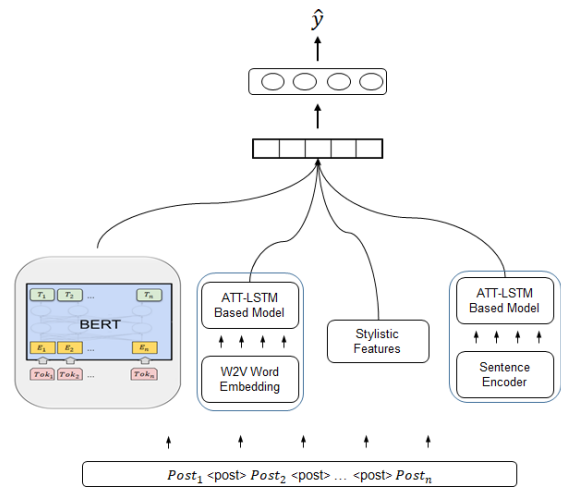 ŷ
T₁ T₂ ... Tₙ
BERT
E₁ E₂ ... Eₙ
Tok₁ Tok₂ ... Tokₙ
ATT-LSTM
Based Model
W2V Word
Embedding
Stylistic
Features
ATT-LSTM
Based Model
Sentence
Encoder
Post₁ <post> Post₂ <post> … <post> Postₙ